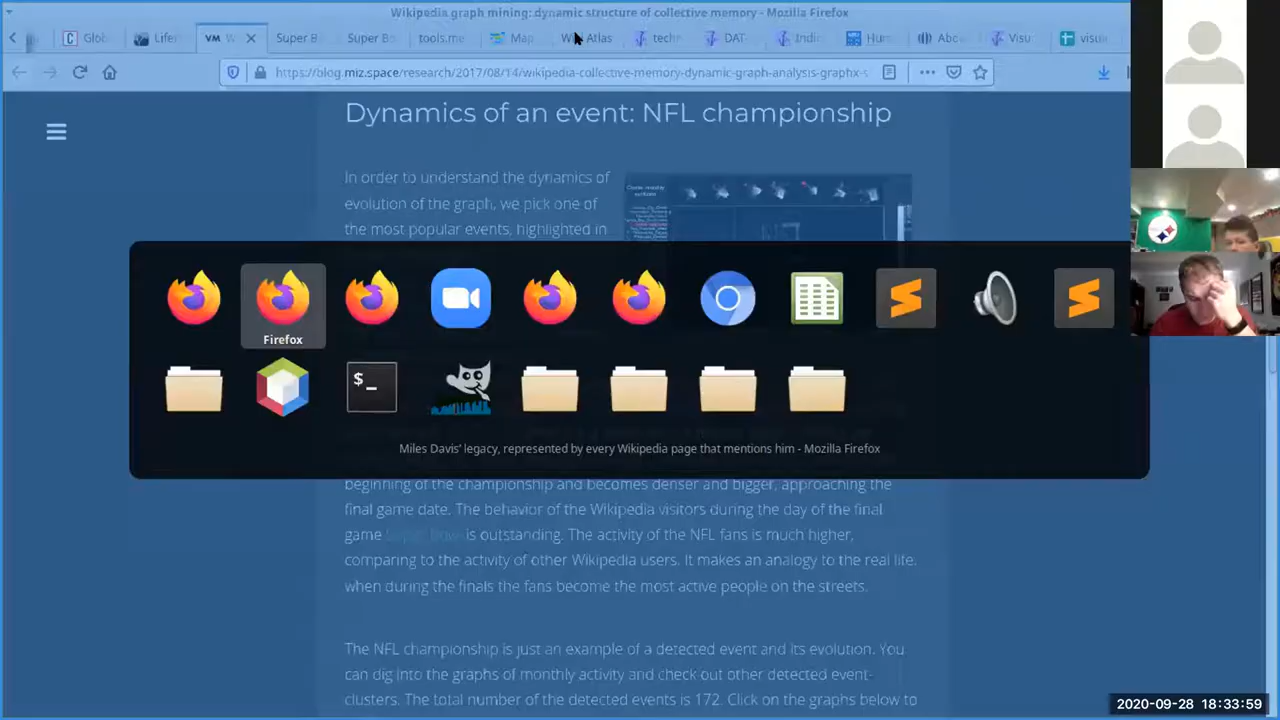 Wikipedia graph mining: dynamic structure of collective memory - Mozilla Firefox
Glob
Lifer
VM W
Super B
Super Bo
tools.me
Map
Wiki Atlas
tech
DAT
Indi
Hum
Abo
Visu
visu
https://blog.miz.space/research/2017/08/14/wikipedia-collective-memory-dynamic-graph-analysis-graphx-s
Dynamics of an event: NFL championship
In order to understand the dynamics of
evolution of the graph, we pick one of
the most popular events, highlighted in
Firefox
$_
Miles Davis' legacy, represented by every Wikipedia page that mentions him - Mozilla Firefox
beginning of the championship and becomes denser and bigger, approaching the
final game date. The behavior of the Wikipedia visitors during the day of the final
game Super Bowl is outstanding. The activity of the NFL fans is much higher,
comparing to the activity of other Wikipedia users. It makes an analogy to the real life,
when during the finals the fans become the most active people on the streets.
The NFL championship is just an example of a detected event and its evolution. You
can dig into the graphs of monthly activity and check out other detected event-
clusters. The total number of the detected events is 172. Click on the graphs below to
Steelers
2020-09-28 18:33:59